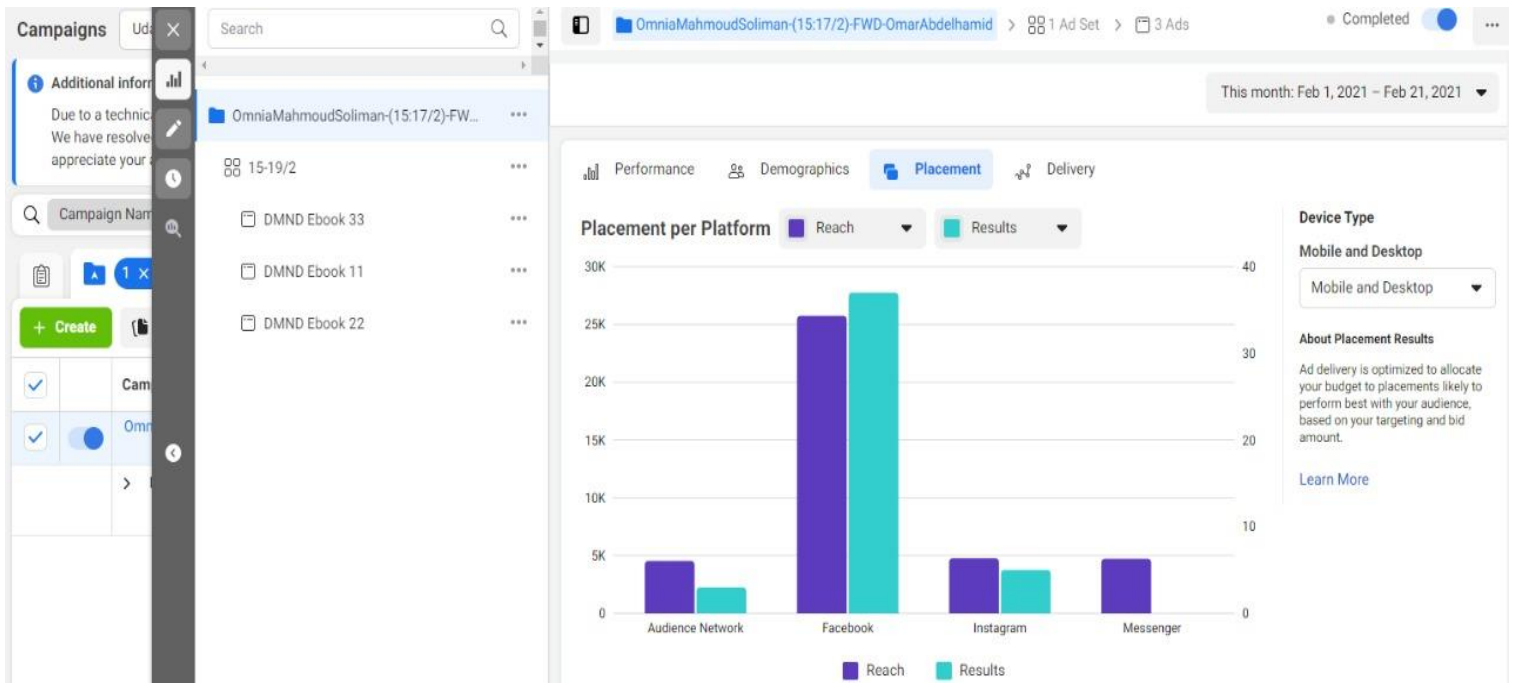 Campaigns
Uda
Additional inforr
Due to a technic
We have resolve
appreciate your a
Campaign Nam
1 ×
+ Create
Cam
Omn
Search
OmniaMahmoudSoliman-(15:17/2)-FW...
15-19/2
DMND Ebook 33
DMND Ebook 11
DMND Ebook 22
OmniaMahmoudSoliman-(15:17/2)-FWD-OmarAbdelhamid > 1 Ad Set > 3 Ads
Completed
This month: Feb 1, 2021 – Feb 21, 2021
Performance Demographics Placement Delivery
Placement per Platform Reach Results
30K 40
25K
30
20K
15K 20
10K
10
5K
0 0
Audience Network Facebook Instagram Messenger
Reach Results
Device Type
Mobile and Desktop
Mobile and Desktop
About Placement Results
Ad delivery is optimized to allocate
your budget to placements likely to
perform best with your audience,
based on your targeting and bid
amount.
Learn More